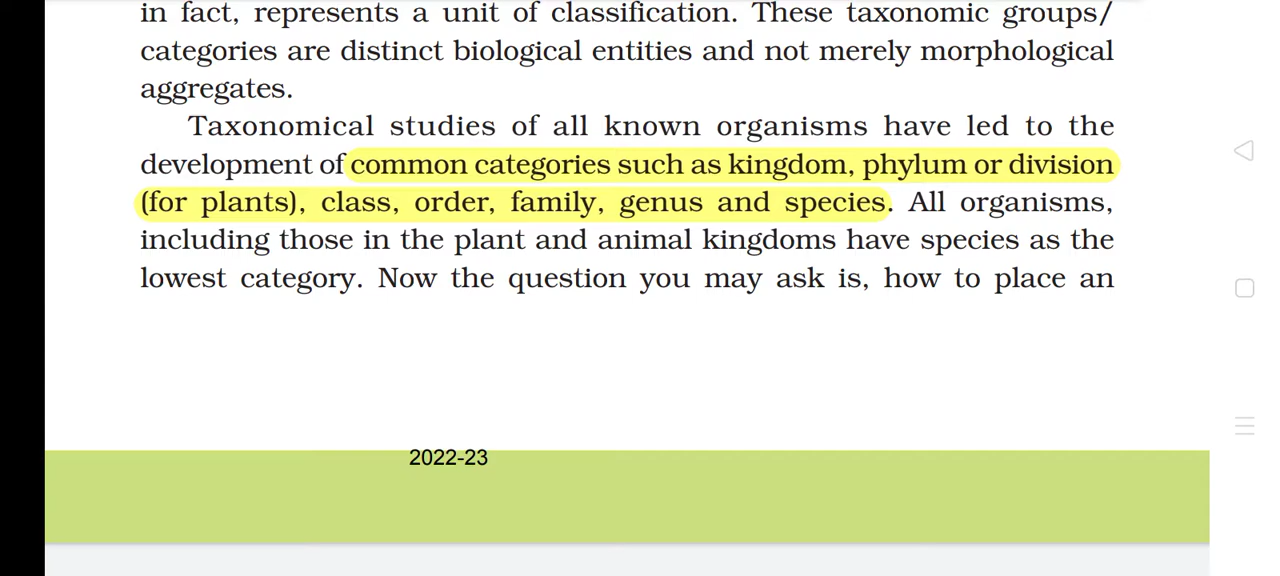 in fact, represents a unit of classification. These taxonomic groups/
categories are distinct biological entities and not merely morphological
aggregates.
Taxonomical studies of all known organisms have led to the
development of common categories such as kingdom, phylum or division
(for plants), class, order, family, genus and species. All organisms,
including those in the plant and animal kingdoms have species as the
lowest category. Now the question you may ask is, how to place an
2022-23